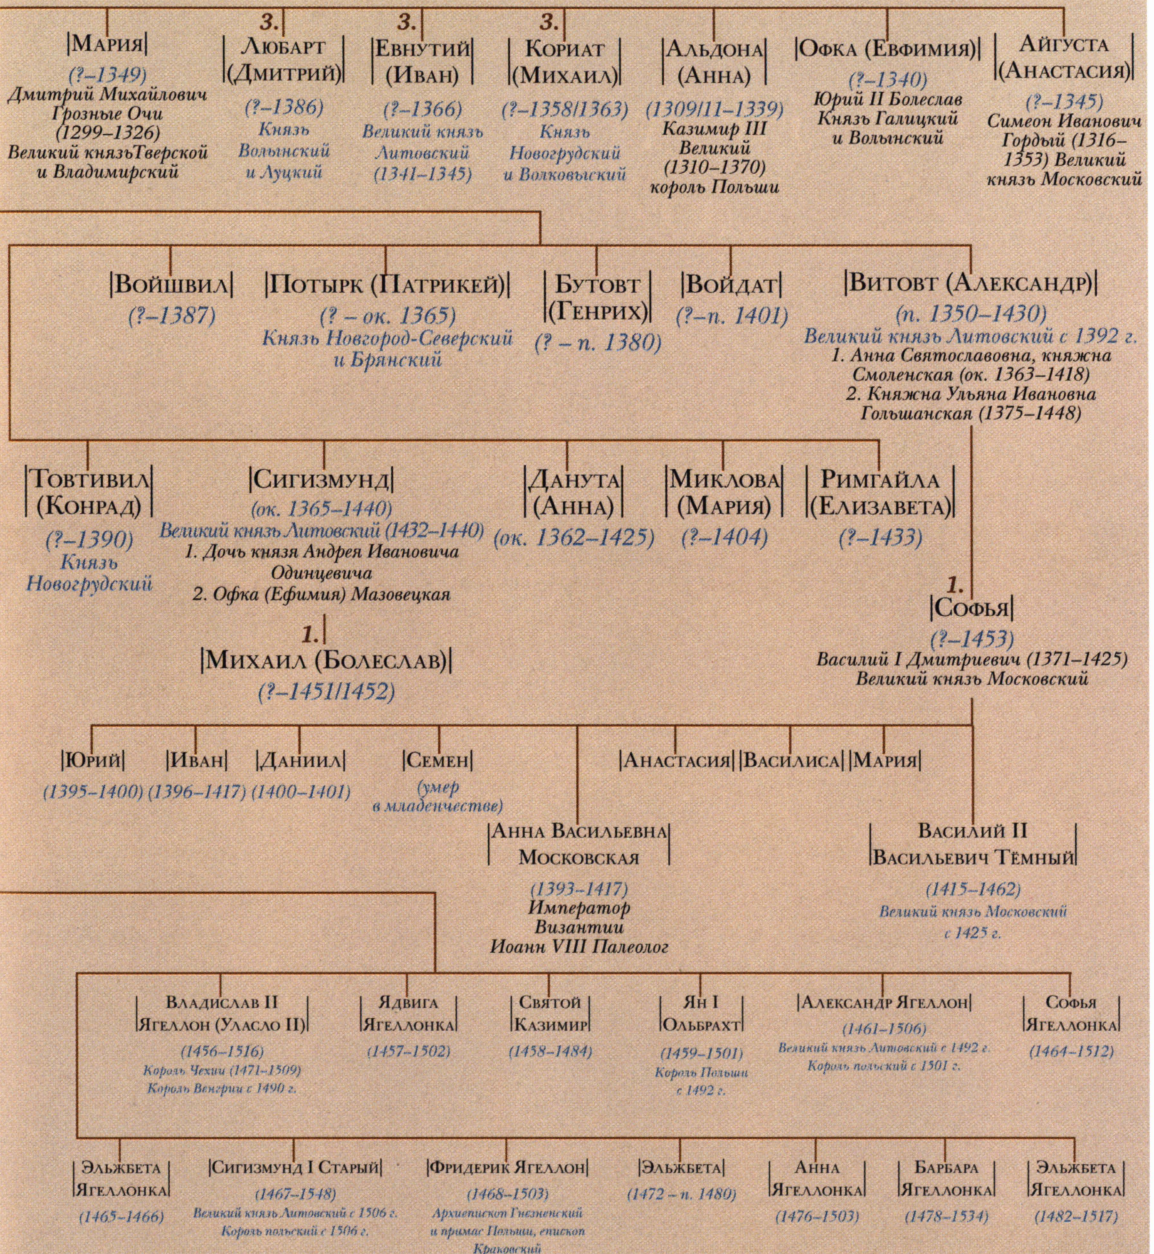 |Мария|
(?–1349)
Дмитрий Михайлович
Грозные Очи
(1299–1326)
Великий князьТверской
и Владимирский
3.
Любарт
(Дмитрий)
(?–1386)
Князь
Волынский
и Луцкий
3.
Евнутий
(Иван)
(?–1366)
Великий князь
Литовский
(1341–1345)
3.
Кориат
(Михаил)
(?–1358/1363)
Князь
Новогрудский
и Волковыский
Альдона
(Анна)
(1309/11–1339)
Казимир III
Великий
(1310–1370)
король Польши
|Офка (Евфимия)|
(?–1340)
Юрий II Болеслав
Князь Галицкий
и Волынский
Айгуста
(Анастасия)
(?–1345)
Симеон Иванович
Гордый (1316–
1353) Великий
князь Московский
|Войшвил|
(?–1387)
|Потырк (Патрикей)|
(? – ок. 1365)
Князь Новгород-Северский
и Брянский
Бутовт
(Генрих)
(? – п. 1380)
|Войдат|
(?–п. 1401)
|Витовт (Александр)|
(п. 1350–1430)
Великий князь Литовский с 1392 г.
1. Анна Святославовна, княжна
Смоленская (ок. 1363–1418)
2. Княжна Ульяна Ивановна
Гольшанская (1375–1448)
Товтивил
(Конрад)
(?–1390)
Князь
Новогрудский
|Сигизмунд|
(ок. 1365–1440)
Великий князь Литовский (1432–1440)
1. Дочь князя Андрея Ивановича
Одинцевича
2. Офка (Ефимия) Мазовецкая
Данута
(Анна)
(ок. 1362–1425)
Миклова
(Мария)
(?–1404)
Римгайла
(Елизавета)
(?–1433)
1.
|Михаил (Болеслав)|
(?–1451/1452)
1.
|Софья|
(?–1453)
Василий I Дмитриевич (1371–1425)
Великий князь Московский
|Юрий|
(1395–1400)
|Иван|
(1396–1417)
|Даниил|
(1400–1401)
|Семен|
(умер
в младенчестве)
|Анастасия|
|Василиса|
|Мария|
Анна Васильевна
Московская
(1393–1417)
Император
Византии
Иоанн VIII Палеолог
Василий II
Васильевич Тёмный
(1415–1462)
Великий князь Московский
с 1425 г.
Владислав II
Ягеллон (Уласло II)
(1456–1516)
Король Чехии (1471–1509)
Король Венгрии с 1490 г.
Ядвига
Ягеллонка
(1457–1502)
Святой
Казимир
(1458–1484)
Ян I
Ольбрахт
(1459–1501)
Король Польши
с 1492 г.
|Александр Ягеллон|
(1461–1506)
Великий князь Литовский с 1492 г.
Король польский с 1501 г.
Софья
Ягеллонка
(1464–1512)
Эльжбета
Ягеллонка
(1465–1466)
|Сигизмунд I Старый|
(1467–1548)
Великий князь Литовский с 1506 г.
Король польский с 1506 г.
|Фридерик Ягеллон|
(1468–1503)
Архиепископ Гнезненский
и примас Польши, епископ
Краковский
|Эльжбета|
(1472 – п. 1480)
Анна
Ягеллонка
(1476–1503)
Барбара
Ягеллонка
(1478–1534)
Эльжбета
Ягеллонка
(1482–1517)